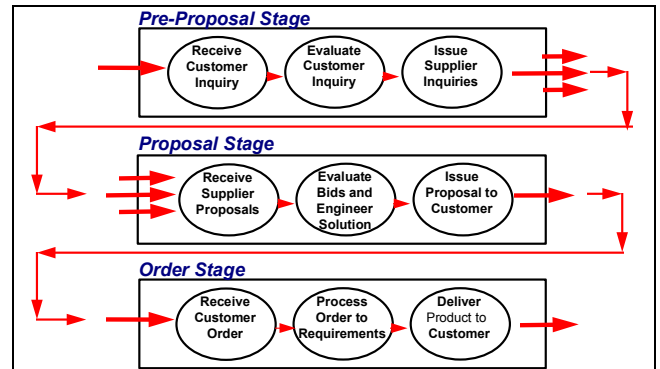 Pre-Proposal Stage
Receive
Customer
Inquiry
Evaluate
Customer
Inquiry
Issue
Supplier
Inquiries
Proposal Stage
Receive
Supplier
Proposals
Evaluate
Bids and
Engineer
Solution
Issue
Proposal to
Customer
Order Stage
Receive
Customer
Order
Process
Order to
Requirements
Deliver
Product to
Customer